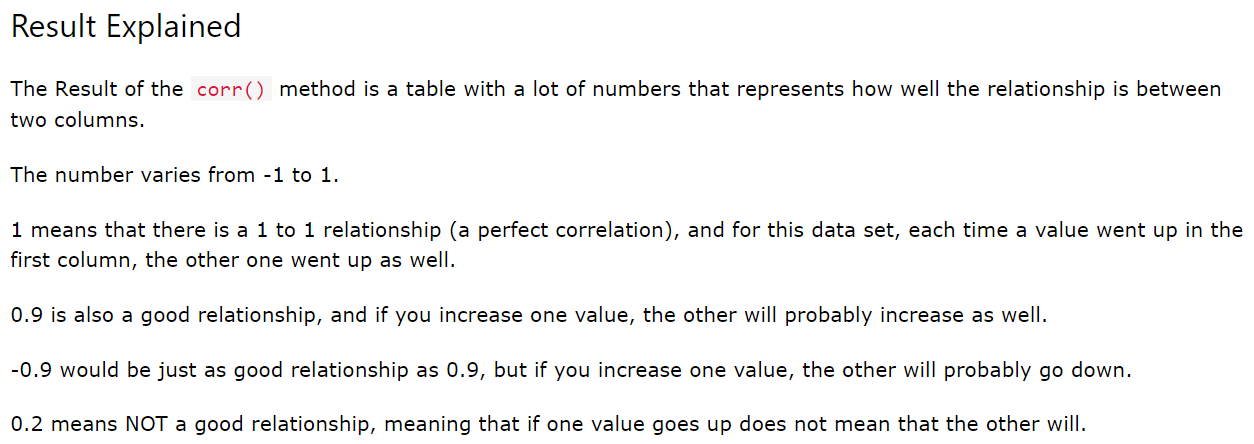 Result Explained
The Result of the corr() method is a table with a lot of numbers that represents how well the relationship is between
two columns.
The number varies from -1 to 1.
1 means that there is a 1 to 1 relationship (a perfect correlation), and for this data set, each time a value went up in the
first column, the other one went up as well.
0.9 is also a good relationship, and if you increase one value, the other will probably increase as well.
-0.9 would be just as good relationship as 0.9, but if you increase one value, the other will probably go down.
0.2 means NOT a good relationship, meaning that if one value goes up does not mean that the other will.